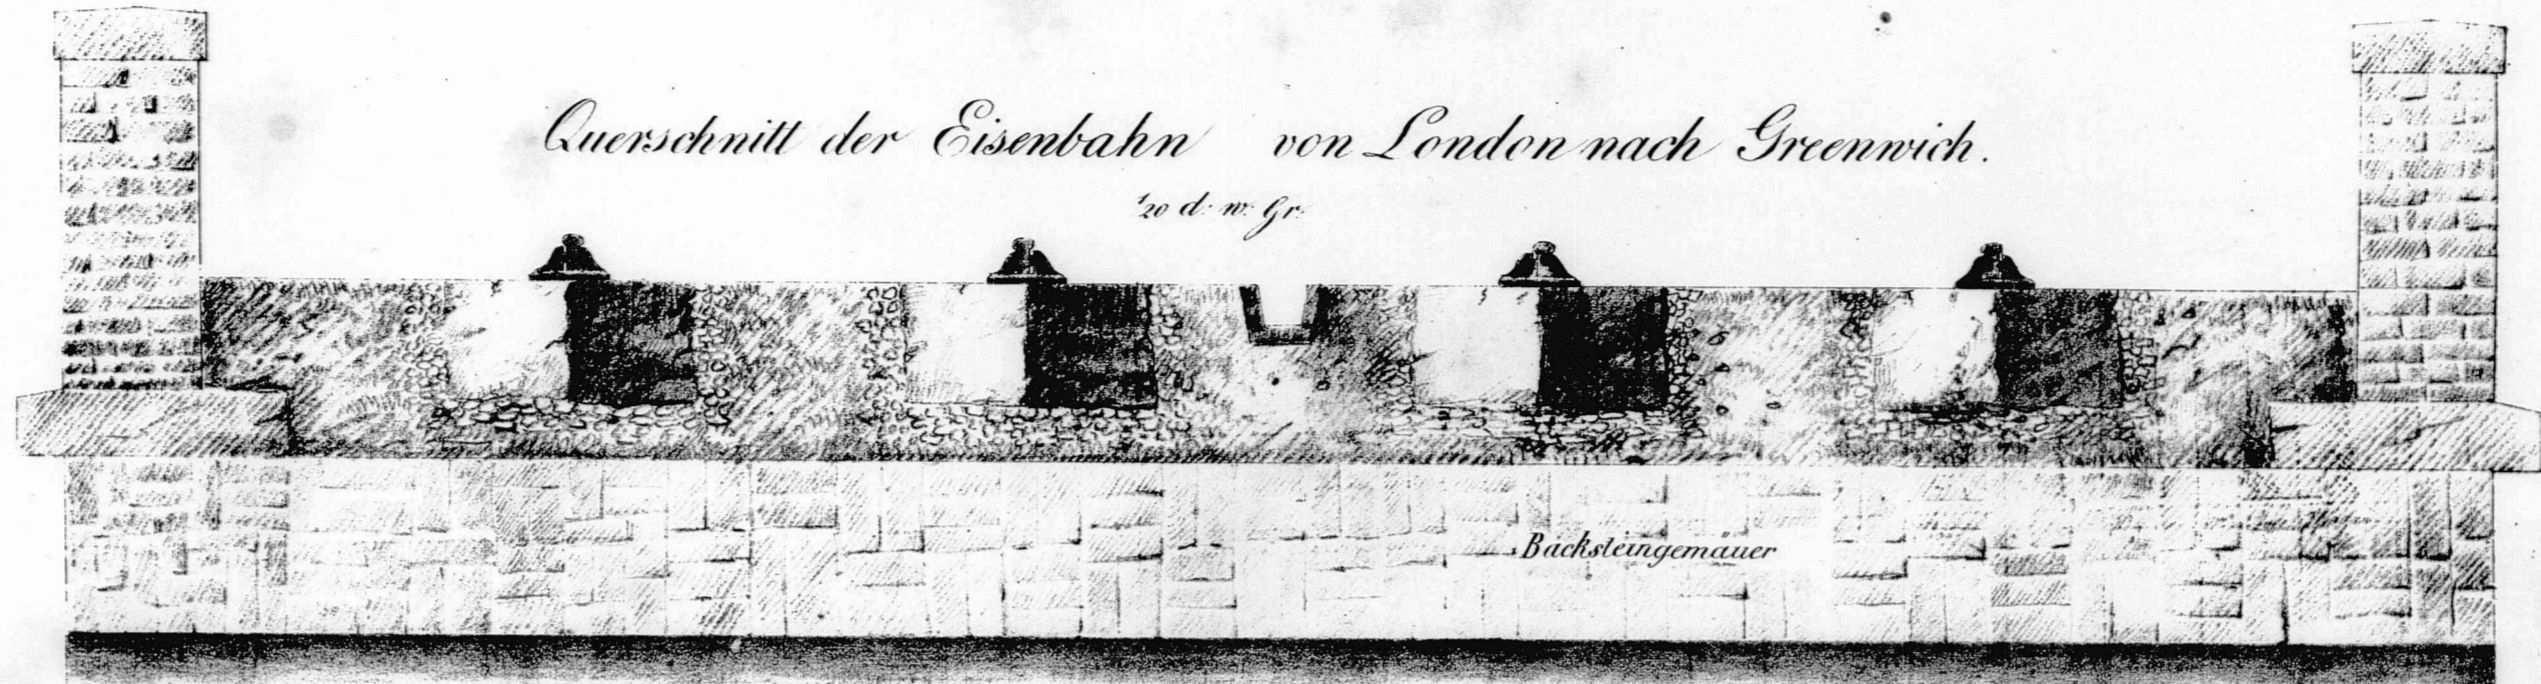 Querschnitt der Eisenbahn von London nach Greenwich.
1/20 d. w. Gr.
Backsteingemäuer